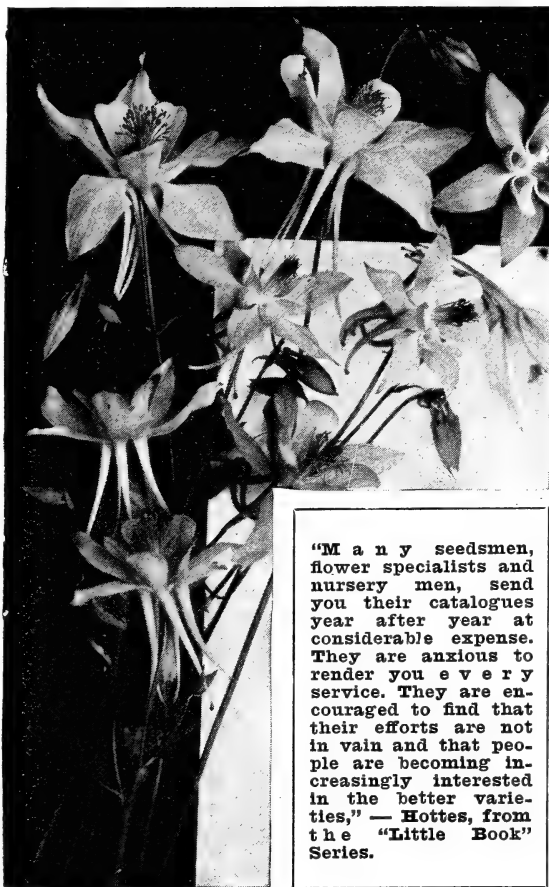 “Many seedsmen,
flower specialists and
nursery men, send
you their catalogues
year after year at
considerable expense.
They are anxious to
render you every
service. They are en-
couraged to find that
their efforts are not
in vain and that peo-
ple are becoming in-
creasingly interested
in the better varie-
ties,” — Hottes, from
the “Little Book”
Series.